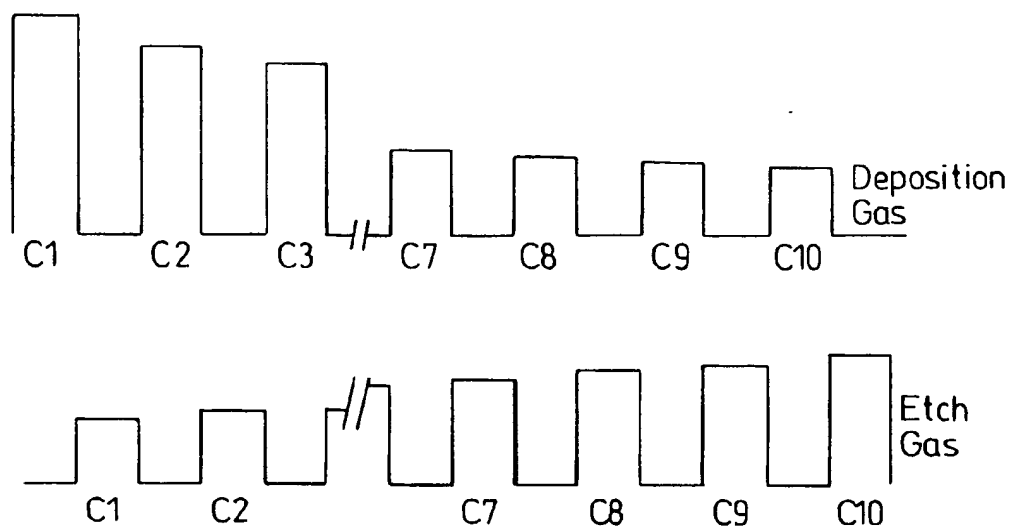 C1 C2 C3 C7 C8 C9 C10
Deposition
Gas
C1 C2 C7 C8 C9 C10
Etch
Gas